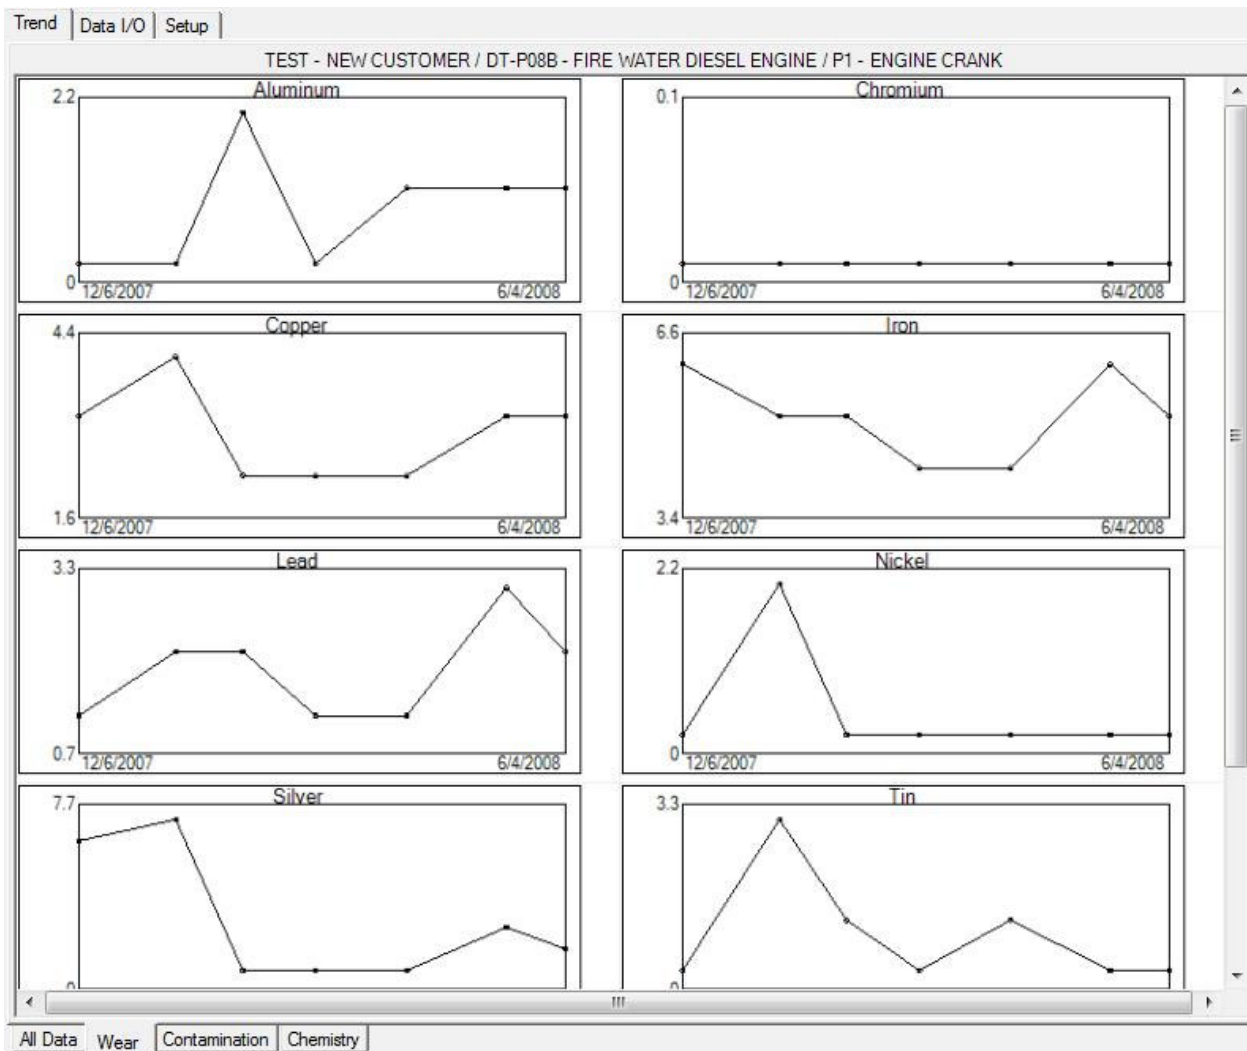 Trend Data I/O Setup
TEST - NEW CUSTOMER / DT-P08B - FIRE WATER DIESEL ENGINE / P1 - ENGINE CRANK
Aluminum
2.2
0
12/6/2007 6/4/2008
Chromium
0.1
0
12/6/2007 6/4/2008
Copper
4.4
1.6
12/6/2007 6/4/2008
Iron
6.6
3.4
12/6/2007 6/4/2008
Lead
3.3
0.7
12/6/2007 6/4/2008
Nickel
2.2
0
12/6/2007 6/4/2008
Silver
7.7
0
Tin
3.3
0
All Data Wear Contamination Chemistry